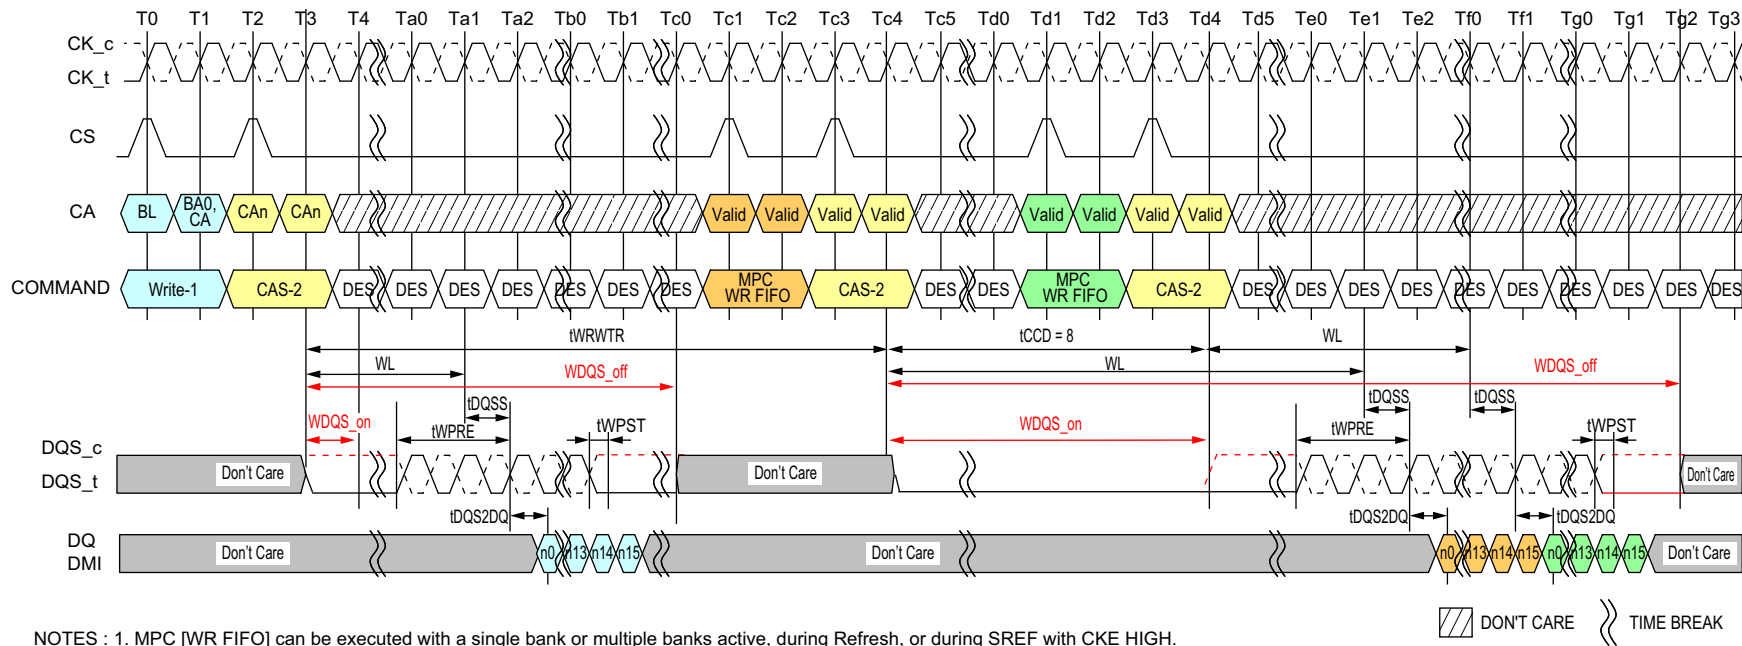 T0 T1 T2 T3 T4 Ta0 Ta1 Ta2 Tb0 Tb1 Tc0 Tc1 Tc2 Tc3 Tc4 Tc5 Td0 Td1 Td2 Td3 Td4 Td5 Te0 Te1 Te2 Tf0 Tf1 Tg0 Tg1 Tg2 Tg3
CK_c
CK_t
CS
CA BL BA0, CA CAn CAn Valid Valid Valid Valid Valid Valid Valid Valid
COMMAND Write-1 CAS-2 DES DES DES DES DES DES DES MPC WR FIFO CAS-2 DES DES MPC WR FIFO CAS-2 DES DES DES DES DES DES DES DES DES DES
tWRWTR tCCD = 8 WL
WL WDQS_off WL WDQS_off
tDQSS tDQSS tDQSS
WDQS_on tWPRE tWPST WDQS_on tWPRE tWPST
DQS_c
DQS_t Don't Care Don't Care Don't Care
tDQS2DQ tDQS2DQ tDQS2DQ
DQ
DMI Don't Care n0 n13 n14 n15 Don't Care n0 n13 n14 n15 n0 n13 n14 n15 Don't Care
DON'T CARE TIME BREAK
NOTES : 1. MPC [WR FIFO] can be executed with a single bank or multiple banks active, during Refresh, or during SREF with CKE HIGH.